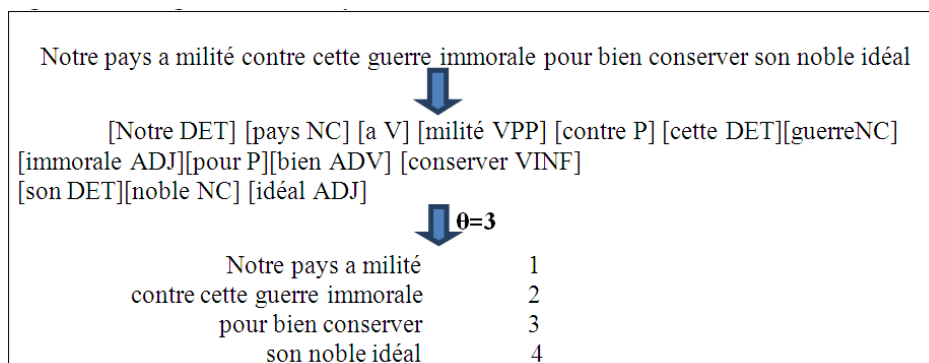 Notre pays a milité contre cette guerre immorale pour bien conserver son noble idéal
[Notre DET] [pays NC] [a V] [milité VPP] [contre P] [cette DET][guerreNC]
[immorale ADJ][pour P][bien ADV] [conserver VINF]
[son DET][noble NC] [idéal ADJ]
θ=3
Notre pays a milité 1
contre cette guerre immorale 2
pour bien conserver 3
son noble idéal 4